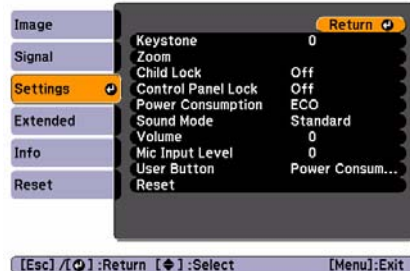 Image
Signal
Settings
Extended
Info
Reset
Return
Keystone 0
Zoom
Child Lock Off
Control Panel Lock Off
Power Consumption ECO
Sound Mode Standard
Volume 0
Mic Input Level 0
User Button Power Consum...
Reset
[Esc] /[ ] :Return [ ] :Select [Menu]:Exit